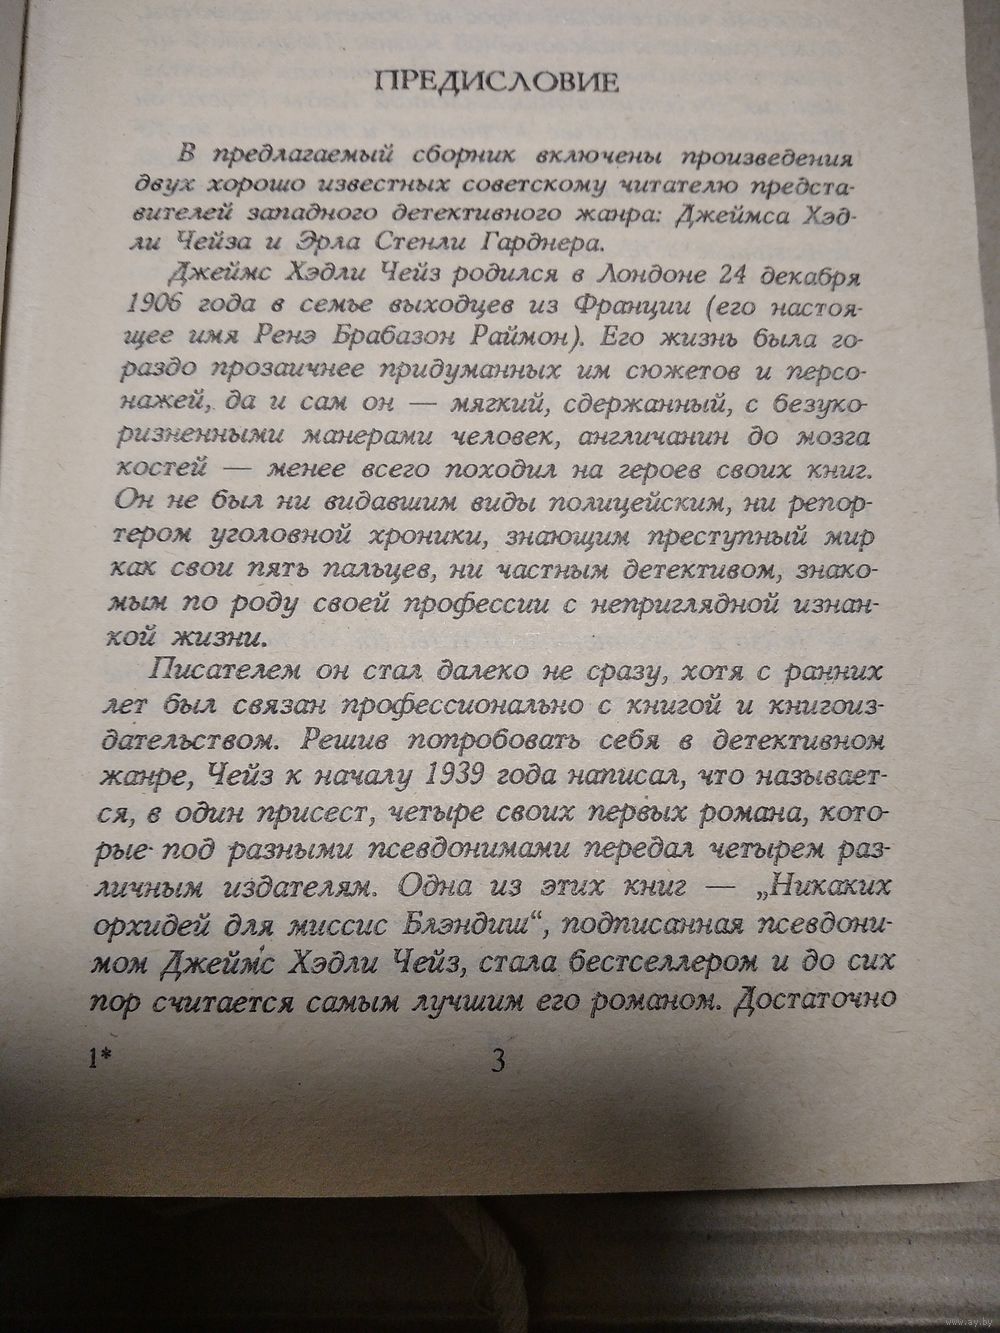 ПРЕДИСЛОВИЕ
В предлагаемый сборник включены произведения
двух хорошо известных советскому читателю предста-
вителей западного детективного жанра: Джеймса Хэд-
ли Чейза и Эрла Стенли Гарднера.
Джеймс Хэдли Чейз родился в Лондоне 24 декабря
1906 года в семье выходцев из Франции (его настоя-
щее имя Ренэ Брабазон Раймон). Его жизнь была го-
раздо прозаичнее придуманных им сюжетов и персо-
нажей, да и сам он — мягкий, сдержанный, с безуко-
ризненными манерами человек, англичанин до мозга
костей — менее всего походил на героев своих книг.
Он не был ни видавшим виды полицейским, ни репор-
тером уголовной хроники, знающим преступный мир
как свои пять пальцев, ни частным детективом, знако-
мым по роду своей профессии с неприглядной изнан-
кой жизни.
Писателем он стал далеко не сразу, хотя с ранних
лет был связан профессионально с книгой и книгоиз-
дательством. Решив попробовать себя в детективном
жанре, Чейз к началу 1939 года написал, что называет-
ся, в один присест, четыре своих первых романа, кото-
рые под разными псевдонимами передал четырем раз-
личным издателям. Одна из этих книг — „Никаких
орхидей для миссис Блэндиш“, подписанная псевдони-
мом Джеймс Хэдли Чейз, стала бестселлером и до сих
пор считается самым лучшим его романом. Достаточно
1*
3
www.ay.by